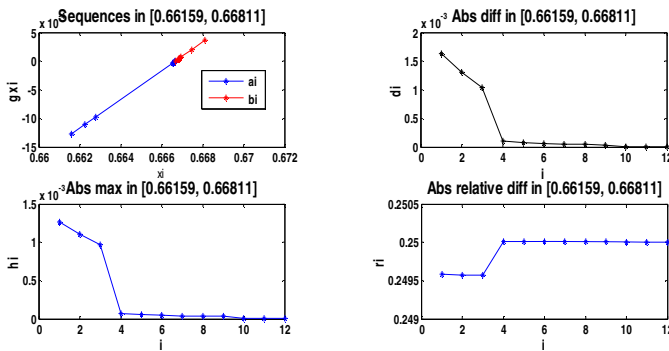 Sequences in [0.66159, 0.66811]
x 10
5
0
-5
-10
-15
0.66 0.662 0.664 0.666 0.668 0.67 0.672
xi
gxi
ai
bi
Abs diff in [0.66159, 0.66811]
x 10^-3
2
1.5
1
0.5
0
0 2 4 6 8 10 12
i
di
Abs max in [0.66159, 0.66811]
x 10^-3
1.5
1
0.5
0
0 2 4 6 8 10 12
i
hi
Abs relative diff in [0.66159, 0.66811]
0.2505
0.25
0.2495
0.249
0 2 4 6 8 10 12
i
ri